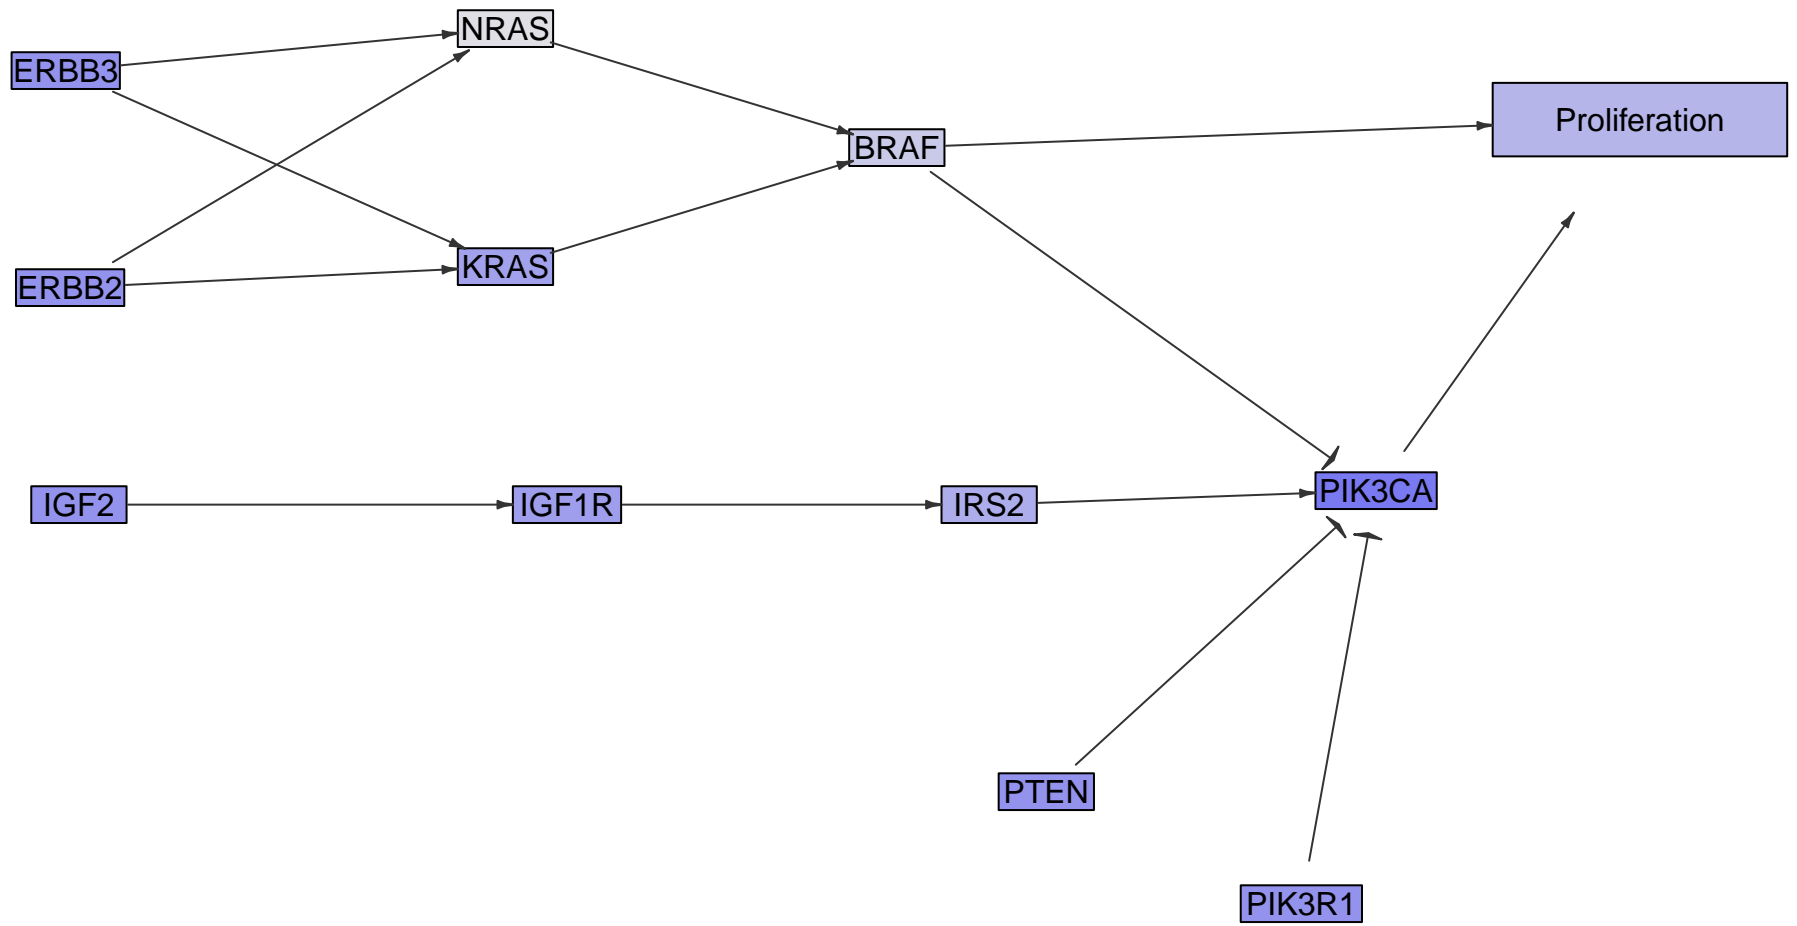 NRAS
ERBB3
Proliferation
BRAF
KRAS
ERBB2
PIK3CA
IGF2
IGF1R
IRS2
PTEN
PIK3R1